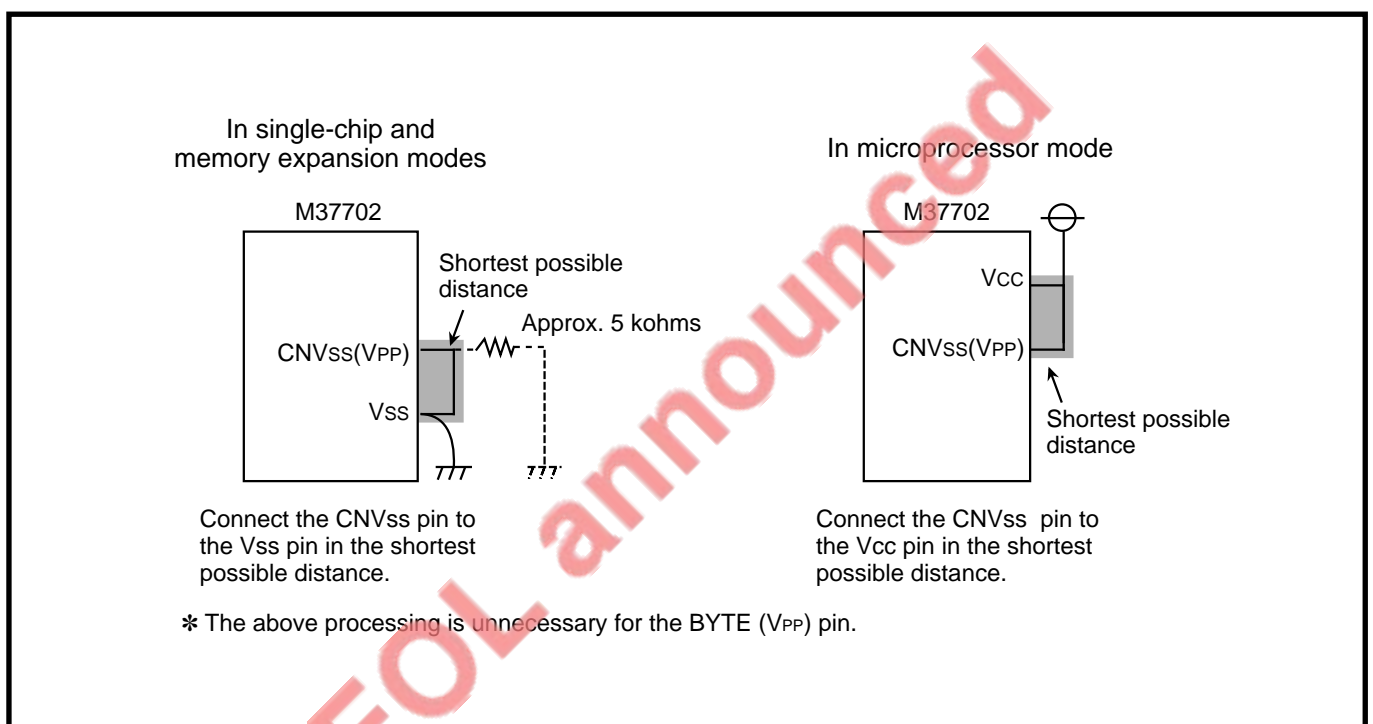 In single-chip and
memory expansion modes
M37702
Shortest possible
distance
Approx. 5 kohms
CNVSS(VPP)
VSS
Connect the CNVss pin to
the Vss pin in the shortest
possible distance.
In microprocessor mode
M37702
VCC
CNVSS(VPP)
Shortest possible
distance
Connect the CNVss pin to
the Vcc pin in the shortest
possible distance.
✽ The above processing is unnecessary for the BYTE (VPP) pin.
EOL announced